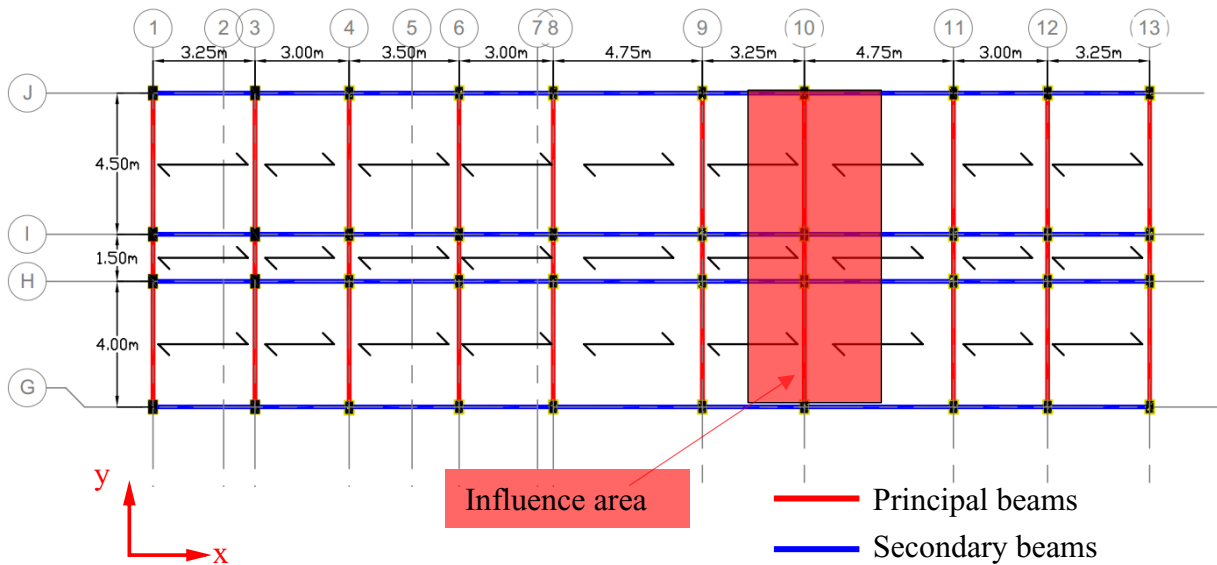 1 2 3 4 5 6 7 8 9 10 11 12 13
3.25m 3.00m 3.50m 3.00m 4.75m 3.25m 4.75m 3.00m 3.25m
J
4.50m
I
1.50m
H
4.00m
G
y
x
Influence area
Principal beams
Secondary beams